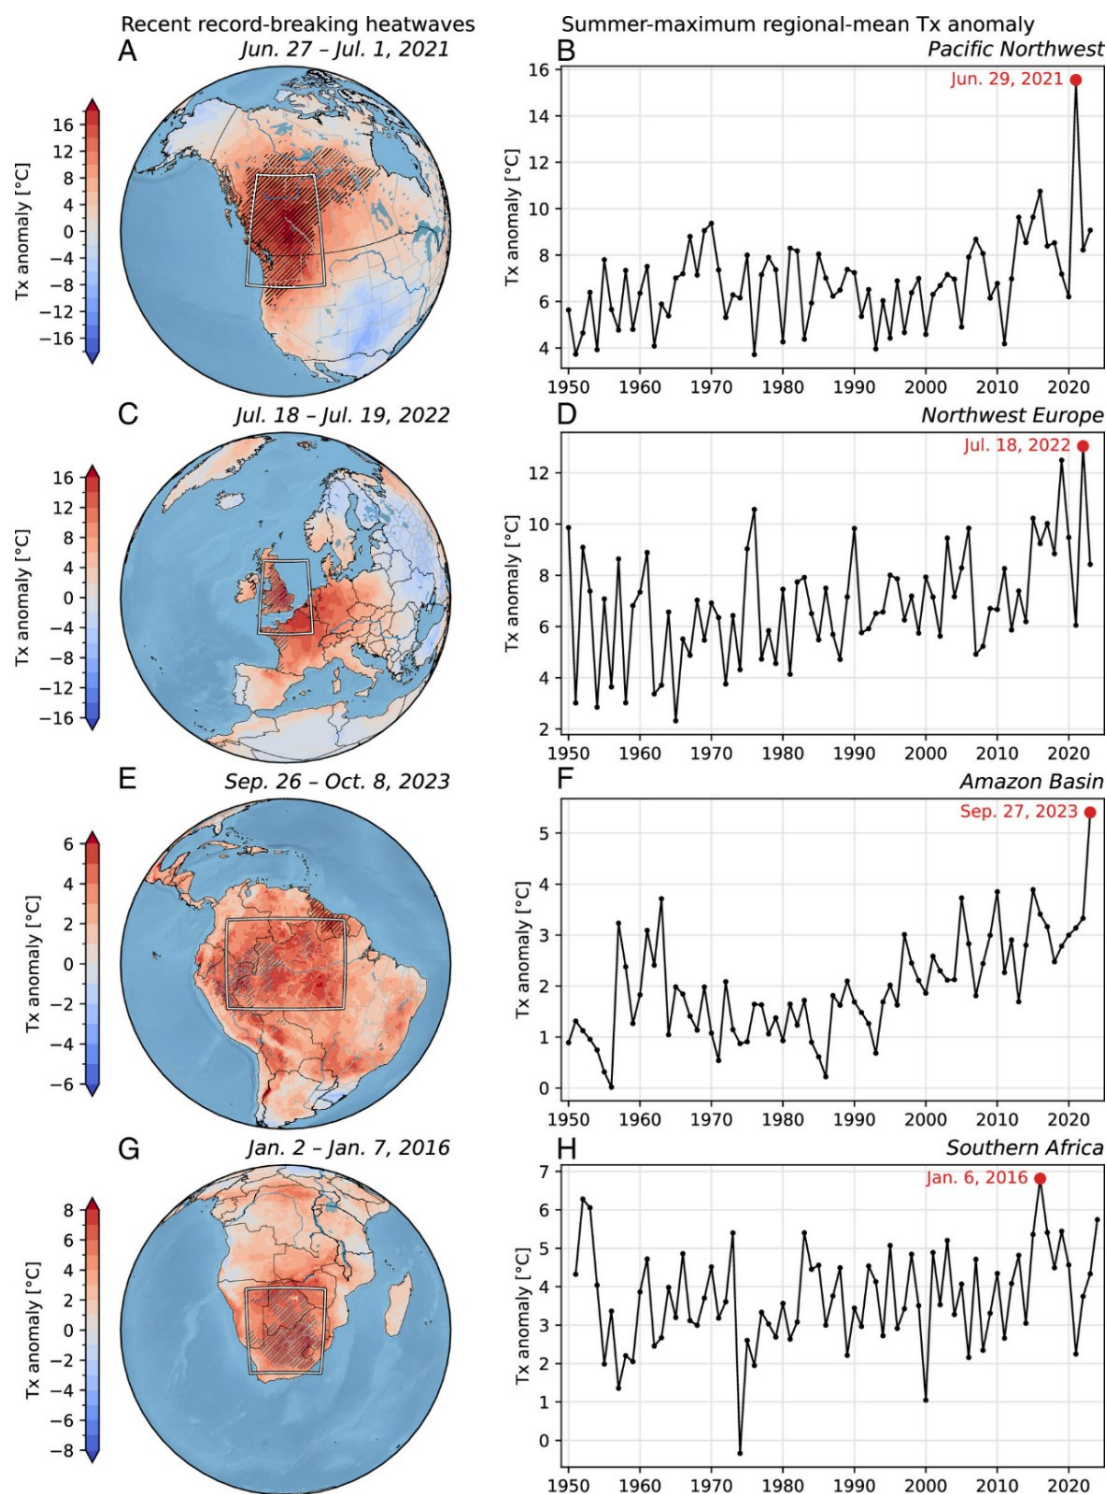 Recent record-breaking heatwaves
Summer-maximum regional-mean Tx anomaly
A
Jun. 27 – Jul. 1, 2021
Tx anomaly [°C]
16
12
8
4
0
−4
−8
−12
−16
B
Pacific Northwest
Jun. 29, 2021
Tx anomaly [°C]
16
14
12
10
8
6
4
1950 1960 1970 1980 1990 2000 2010 2020
C
Jul. 18 – Jul. 19, 2022
Tx anomaly [°C]
16
12
8
4
0
−4
−8
−12
−16
D
Northwest Europe
Jul. 18, 2022
Tx anomaly [°C]
12
10
8
6
4
2
1950 1960 1970 1980 1990 2000 2010 2020
E
Sep. 26 – Oct. 8, 2023
Tx anomaly [°C]
6
4
2
0
−2
−4
−6
F
Amazon Basin
Sep. 27, 2023
Tx anomaly [°C]
5
4
3
2
1
0
1950 1960 1970 1980 1990 2000 2010 2020
G
Jan. 2 – Jan. 7, 2016
Tx anomaly [°C]
8
6
4
2
0
−2
−4
−6
−8
H
Southern Africa
Jan. 6, 2016
Tx anomaly [°C]
7
6
5
4
3
2
1
0
1950 1960 1970 1980 1990 2000 2010 2020